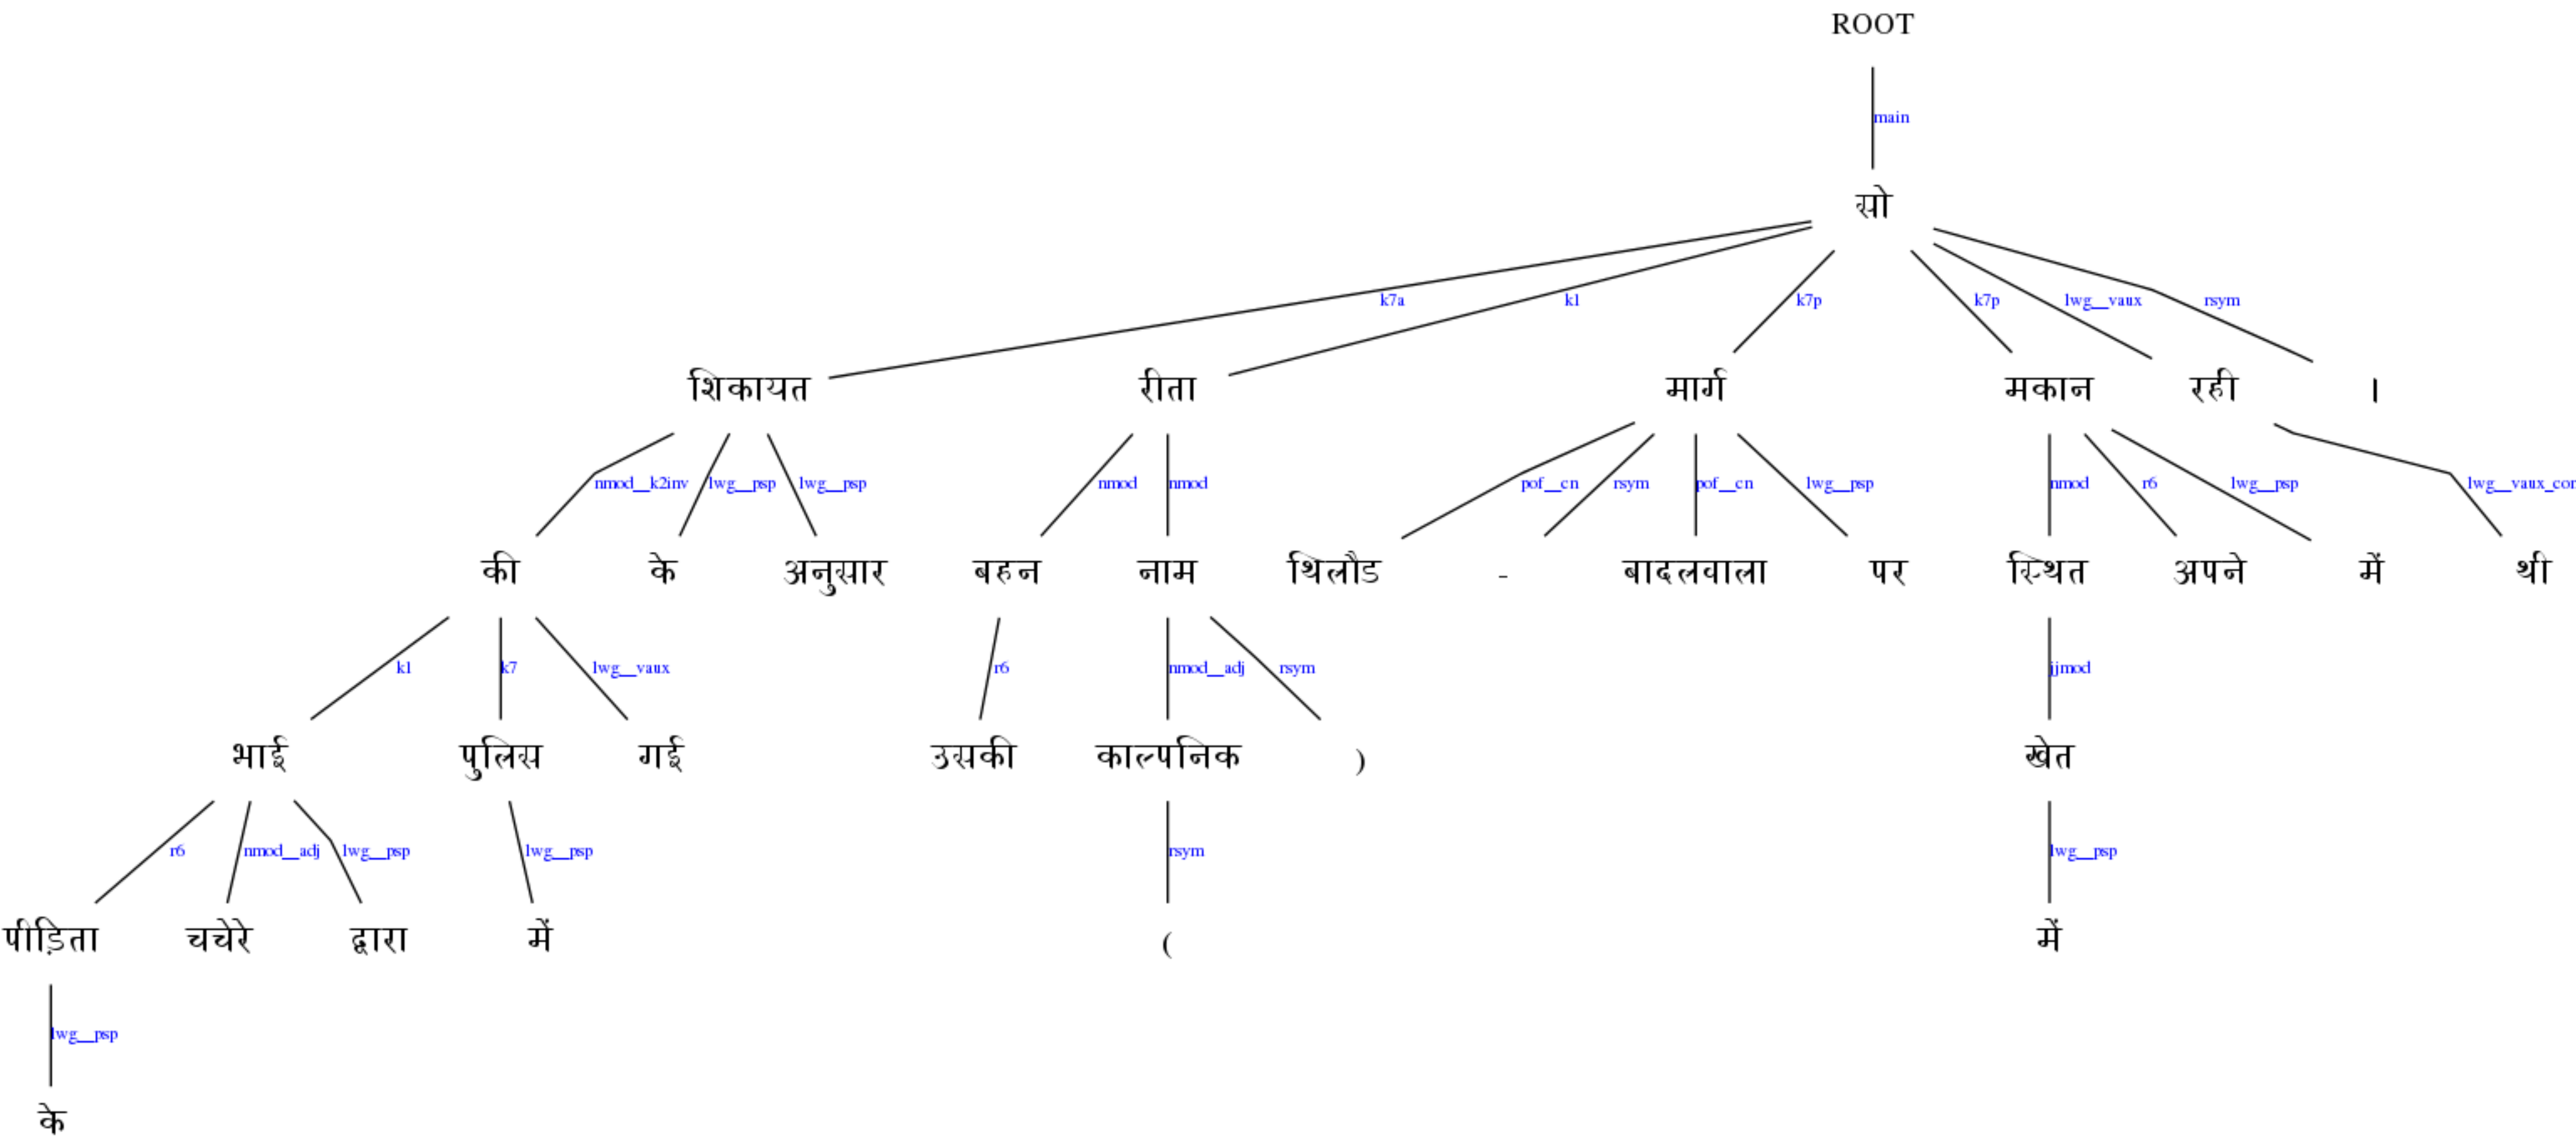 ROOT
main
सो
k7a k1 k7p k7p lwg__vaux rsym
शिकायत रीता मार्ग मकान रही ।
nmod__k2inv lwg__psp lwg__psp nmod nmod pof__cn rsym pof__cn lwg__psp nmod r6 lwg__psp lwg__vaux_cor
की के अनुसार बहन नाम थिलौड - बादलवाला पर स्थित अपने में थी
k1 k7 lwg__vaux r6 nmod__adj rsym jjmod
भाई पुलिस गई उसकी काल्पनिक ) खेत
r6 nmod__adj lwg__psp lwg__psp rsym lwg__psp
पीड़िता चचेरे द्वारा में ( में
lwg__psp
के